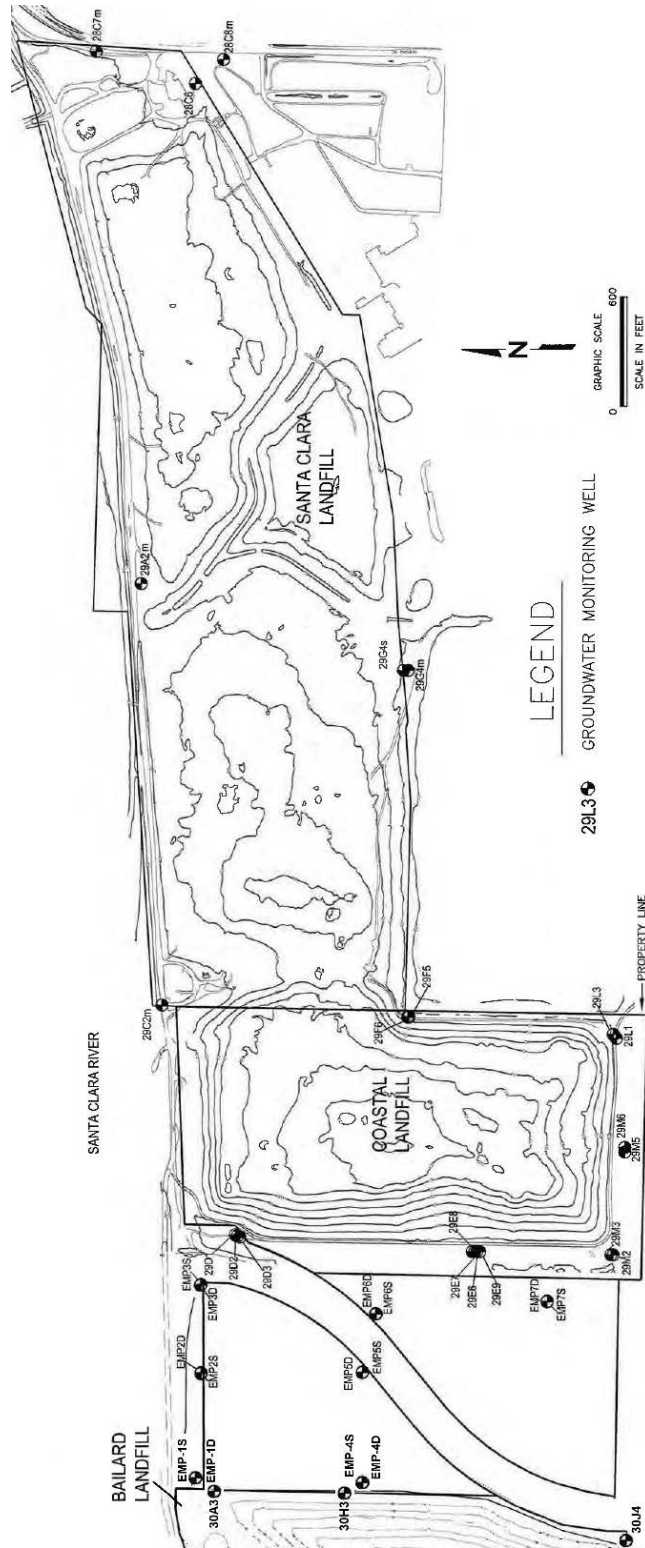 28C7m
28C8m
28C6
SANTA CLARA
LANDFILL
29A2m
29G4s
29G4m
29C2m
SANTA CLARA RIVER
29F5
29F6
COASTAL
LANDFILL
29L3
29L1
29M6
29M5
29M3
29M2
29D
29D2
29D3
29E8
29E7
29E6
29E9
EMP3S
EMP3D
EMP2D
EMP2S
EMP6D
EMP6S
EMP5D
EMP5S
EMP7D
EMP7S
BAILARD
LANDFILL
EMP-1S
EMP-1D
30A3
EMP-4S
EMP-4D
30H3
30J4
PROPERTY LINE
LEGEND
29L3 GROUNDWATER MONITORING WELL
N
GRAPHIC SCALE
0 600
SCALE IN FEET